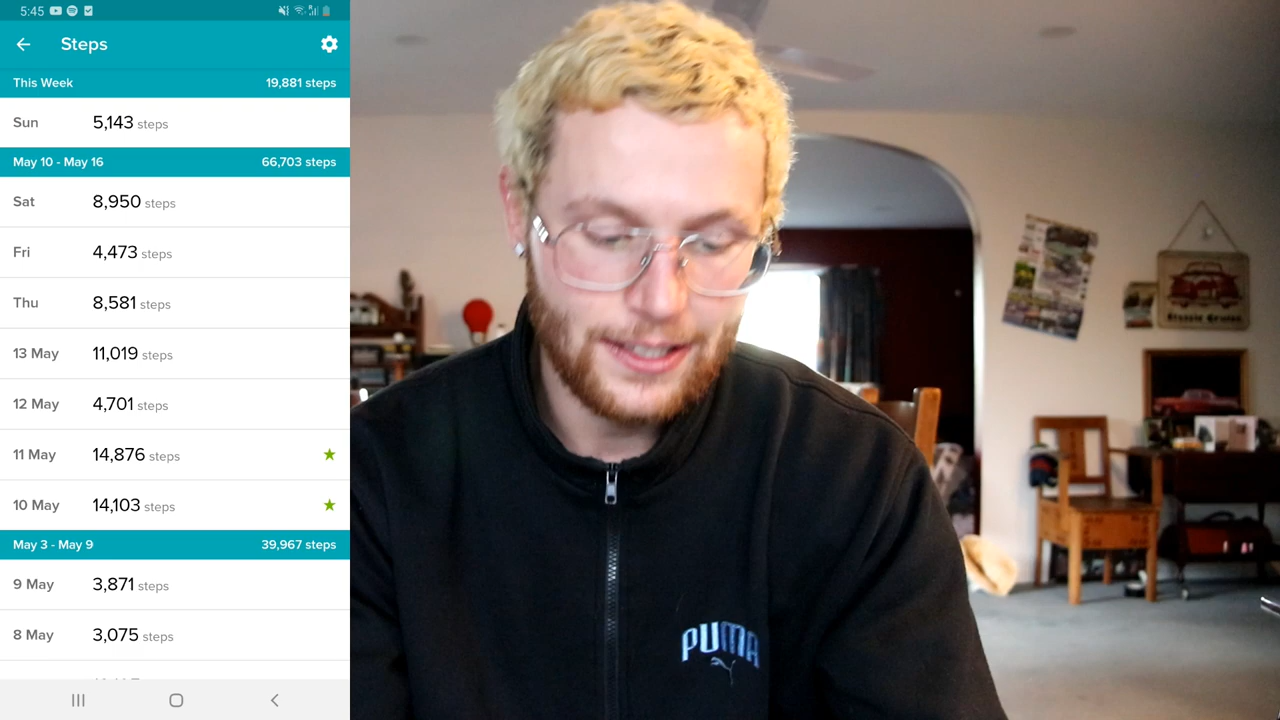 5:45
Steps
This Week 19,881 steps
Sun 5,143 steps
May 10 - May 16 66,703 steps
Sat 8,950 steps
Fri 4,473 steps
Thu 8,581 steps
13 May 11,019 steps
12 May 4,701 steps
11 May 14,876 steps
10 May 14,103 steps
May 3 - May 9 39,967 steps
9 May 3,871 steps
8 May 3,075 steps
PUMA
Classic Cruise